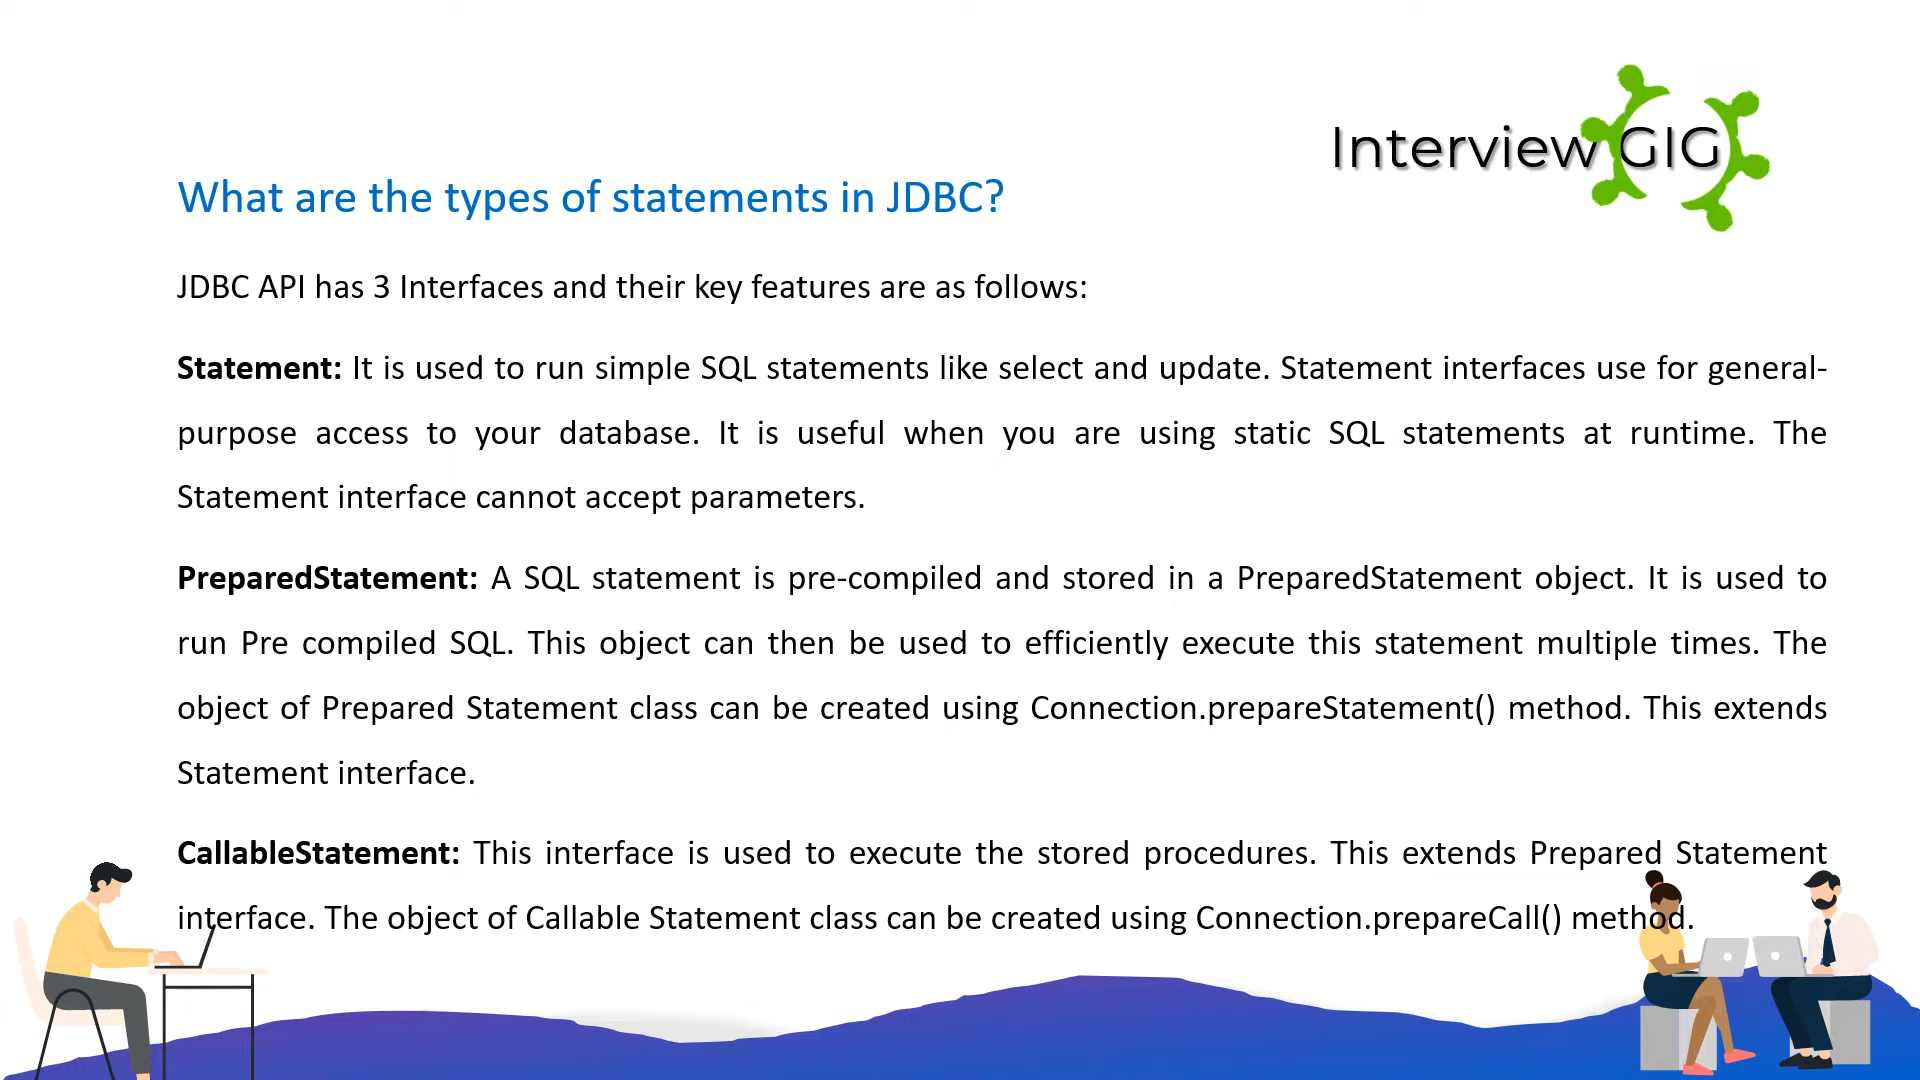 Interview GIG
What are the types of statements in JDBC?
JDBC API has 3 Interfaces and their key features are as follows:
Statement: It is used to run simple SQL statements like select and update. Statement interfaces use for general-
purpose access to your database. It is useful when you are using static SQL statements at runtime. The
Statement interface cannot accept parameters.
PreparedStatement: A SQL statement is pre-compiled and stored in a PreparedStatement object. It is used to
run Pre compiled SQL. This object can then be used to efficiently execute this statement multiple times. The
object of Prepared Statement class can be created using Connection.prepareStatement() method. This extends
Statement interface.
CallableStatement: This interface is used to execute the stored procedures. This extends Prepared Statement
interface. The object of Callable Statement class can be created using Connection.prepareCall() method.